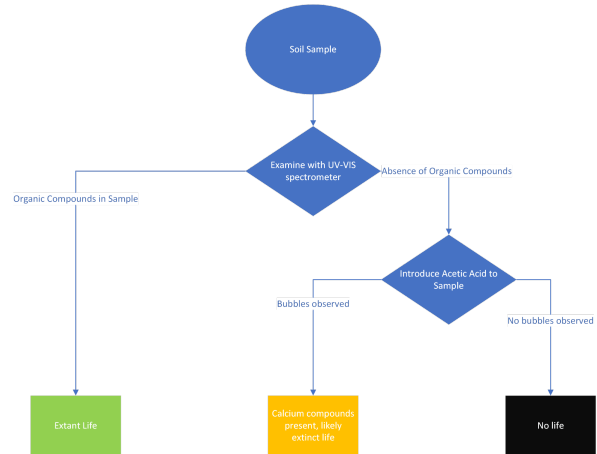 Soil Sample
Examine with UV-VIS
spectrometer
Absence of Organic Compounds
Organic Compounds in Sample
Introduce Acetic Acid to
Sample
Bubbles observed
No bubbles observed
Extant Life
Calcium compounds
present, likely
extinct life
No life